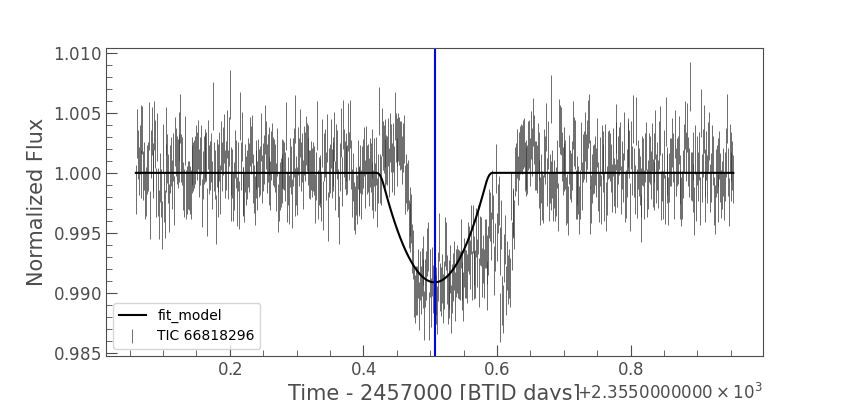 1.010
1.005
1.000
0.995
0.990
0.985
Normalized Flux
fit_model
TIC 66818296
0.2 0.4 0.6 0.8
Time - 2457000 [BTJD days]
+2.3550000000 × 10³